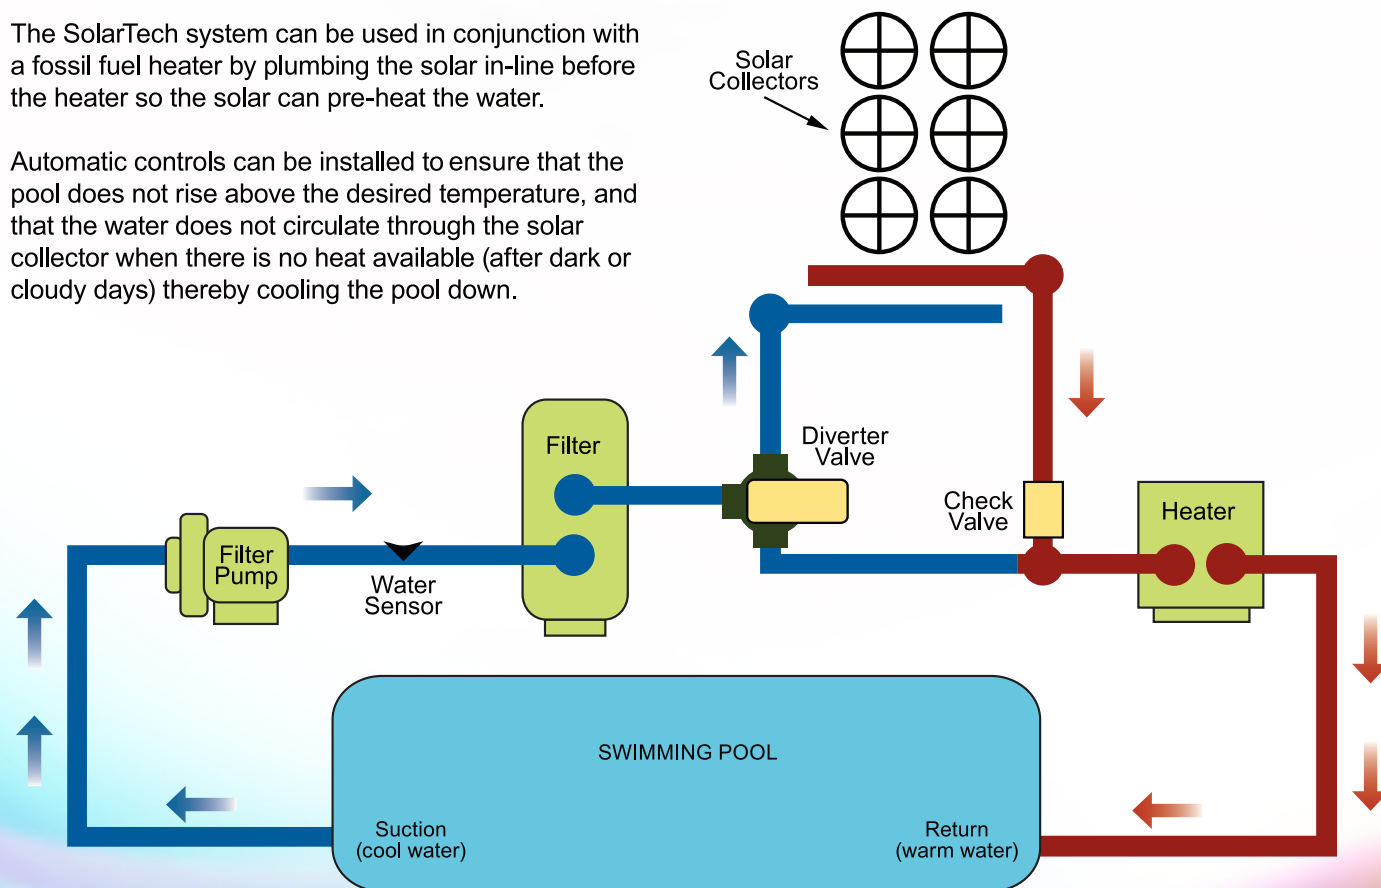 The SolarTech system can be used in conjunction with
a fossil fuel heater by plumbing the solar in-line before
the heater so the solar can pre-heat the water.
Automatic controls can be installed to ensure that the
pool does not rise above the desired temperature, and
that the water does not circulate through the solar
collector when there is no heat available (after dark or
cloudy days) thereby cooling the pool down.
Solar
Collectors
Filter
Diverter
Valve
Check
Valve
Heater
Filter
Pump
Water
Sensor
SWIMMING POOL
Suction
(cool water)
Return
(warm water)